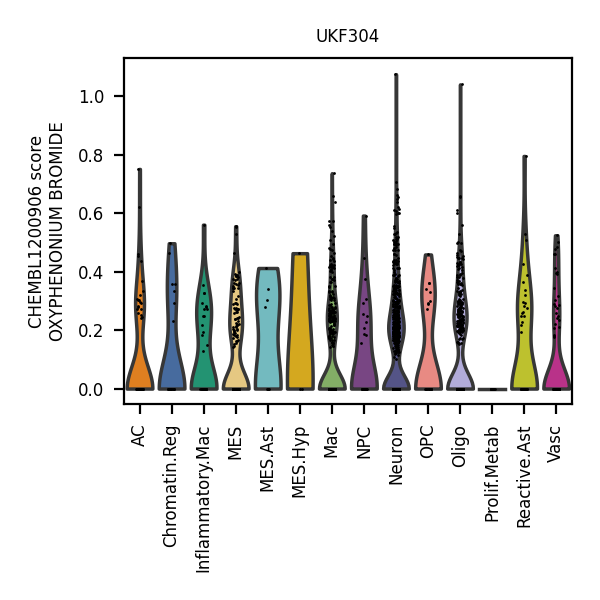 UKF304
CHEMBL1200906 score
OXYPHENONIUM BROMIDE
1.0
0.8
0.6
0.4
0.2
0.0
AC
Chromatin.Reg
Inflammatory.Mac
MES
MES.Ast
MES.Hyp
Mac
NPC
Neuron
OPC
Oligo
Prolif.Metab
Reactive.Ast
Vasc